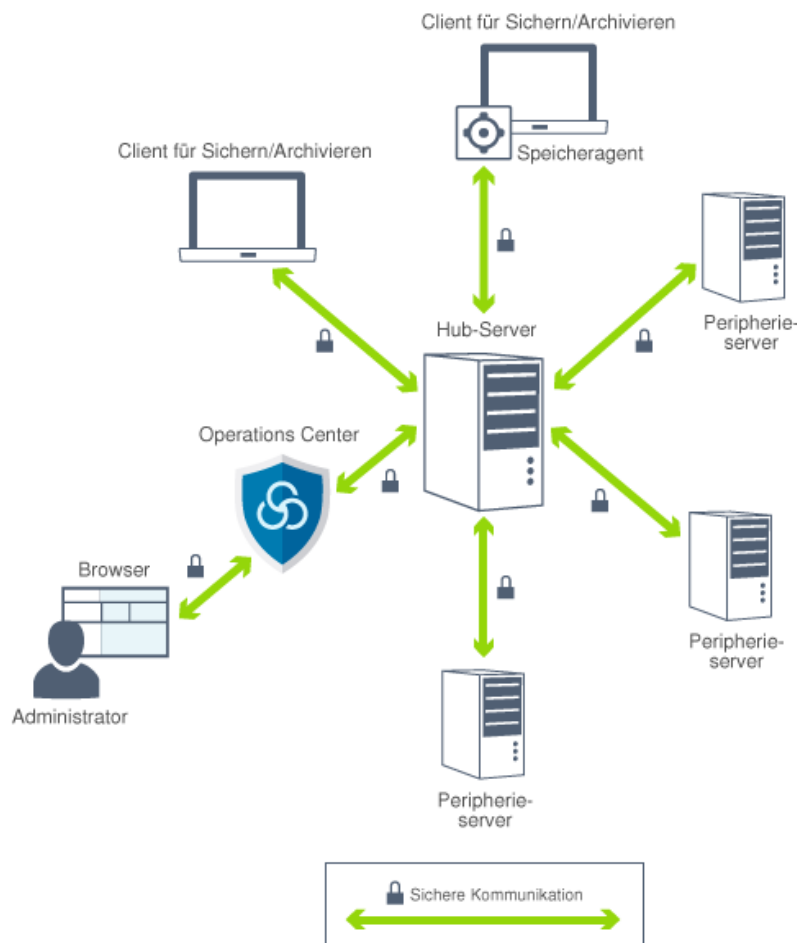 Client für Sichern/Archivieren
Speicheragent
Client für Sichern/Archivieren
Peripherie-
server
Hub-Server
Operations Center
Browser
Peripherie-
server
Administrator
Peripherie-
server
Sichere Kommunikation